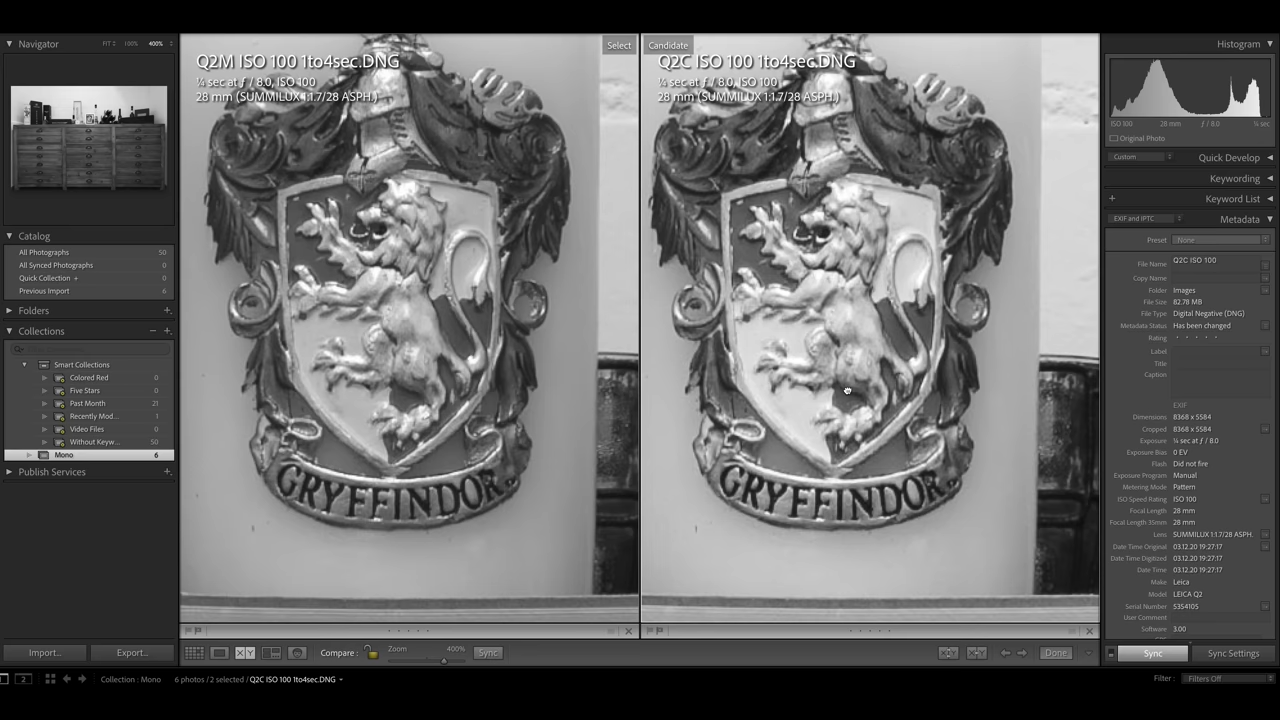 Navigator
FIT
100%
400%
Catalog
All Photographs 50
All Synced Photographs 0
Quick Collection + 0
Previous Import 6
Folders
Collections
Smart Collections
Colored Red 0
Five Stars 0
Past Month 21
Recently Mod... 1
Video Files 0
Without Keyw... 50
Mono 6
Publish Services
Import...
Export...
Q2M ISO 100 1to4sec.DNG
¼ sec at ƒ / 8.0, ISO 100
28 mm (SUMMILUX 1:1.7/28 ASPH.)
Select
GRYFFINDOR
Candidate
Q2C ISO 100 1to4sec.DNG
¼ sec at ƒ / 8.0, ISO 100
28 mm (SUMMILUX 1:1.7/28 ASPH.)
GRYFFINDOR
XY
Compare :
Zoom
400%
Sync
Done
Histogram
ISO 100 28 mm ƒ / 8.0 ¼ sec
Original Photo
Custom
Quick Develop
Keywording
Keyword List
EXIF and IPTC
Metadata
Preset None
File Name Q2C ISO 100
Copy Name
Folder Images
File Size 82.78 MB
File Type Digital Negative (DNG)
Metadata Status Has been changed
Rating
Label
Title
Caption
EXIF
Dimensions 8368 x 5584
Cropped 8368 x 5584
Exposure ¼ sec at ƒ / 8.0
Exposure Bias 0 EV
Flash Did not fire
Exposure Program Manual
Metering Mode Pattern
ISO Speed Rating ISO 100
Focal Length 28 mm
Focal Length 35mm 28 mm
Lens SUMMILUX 1:1.7/28 ASPH.
Date Time Original 03.12.20 19:27:17
Date Time Digitized 03.12.20 19:27:17
Date Time 03.12.20 19:27:17
Make Leica
Model LEICA Q2
Serial Number 5354105
User Comment
Software 3.00
Sync
Sync Settings
2
Collection : Mono
6 photos / 2 selected / Q2C ISO 100 1to4sec.DNG
Filter :
Filters Off